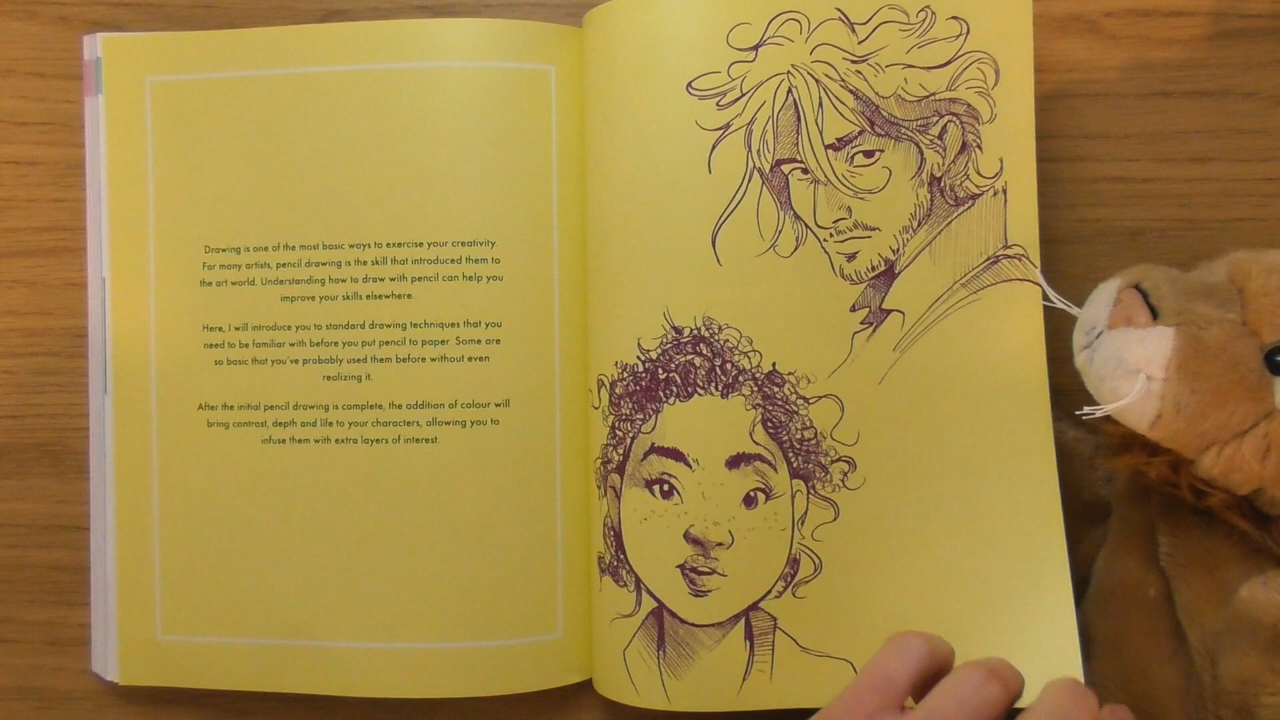 Drawing is one of the most basic ways to exercise your creativity.
For many artists, pencil drawing is the skill that introduced them to
the art world. Understanding how to draw with pencil can help you
improve your skills elsewhere.
Here, I will introduce you to standard drawing techniques that you
need to be familiar with before you put pencil to paper. Some are
so basic that you've probably used them before without even
realizing it.
After the initial pencil drawing is complete, the addition of colour will
bring contrast, depth and life to your characters, allowing you to
infuse them with extra layers of interest.